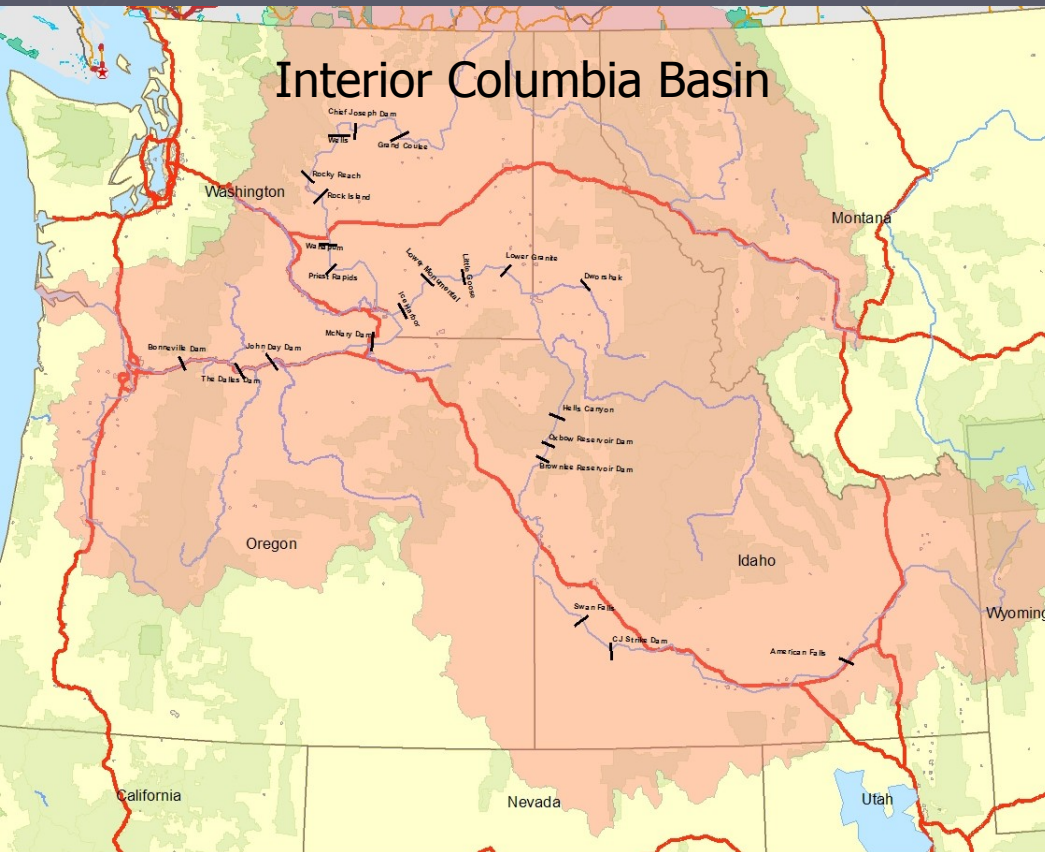 Interior Columbia Basin
Chief Joseph Dam
Wells
Grand Coulee
Rocky Reach
Washington
Rock Island
Montana
Wanapum
Priest Rapids
Lower Monumental
Little Goose
Lower Granite
Dworshak
Ice Harbor
McNary Dam
Bonneville Dam
John Day Dam
The Dalles Dam
Hells Canyon
Oxbow Reservoir Dam
Brownlee Reservoir Dam
Oregon
Idaho
Swan Falls
Wyoming
CJ Strike Dam
American Falls
California
Nevada
Utah